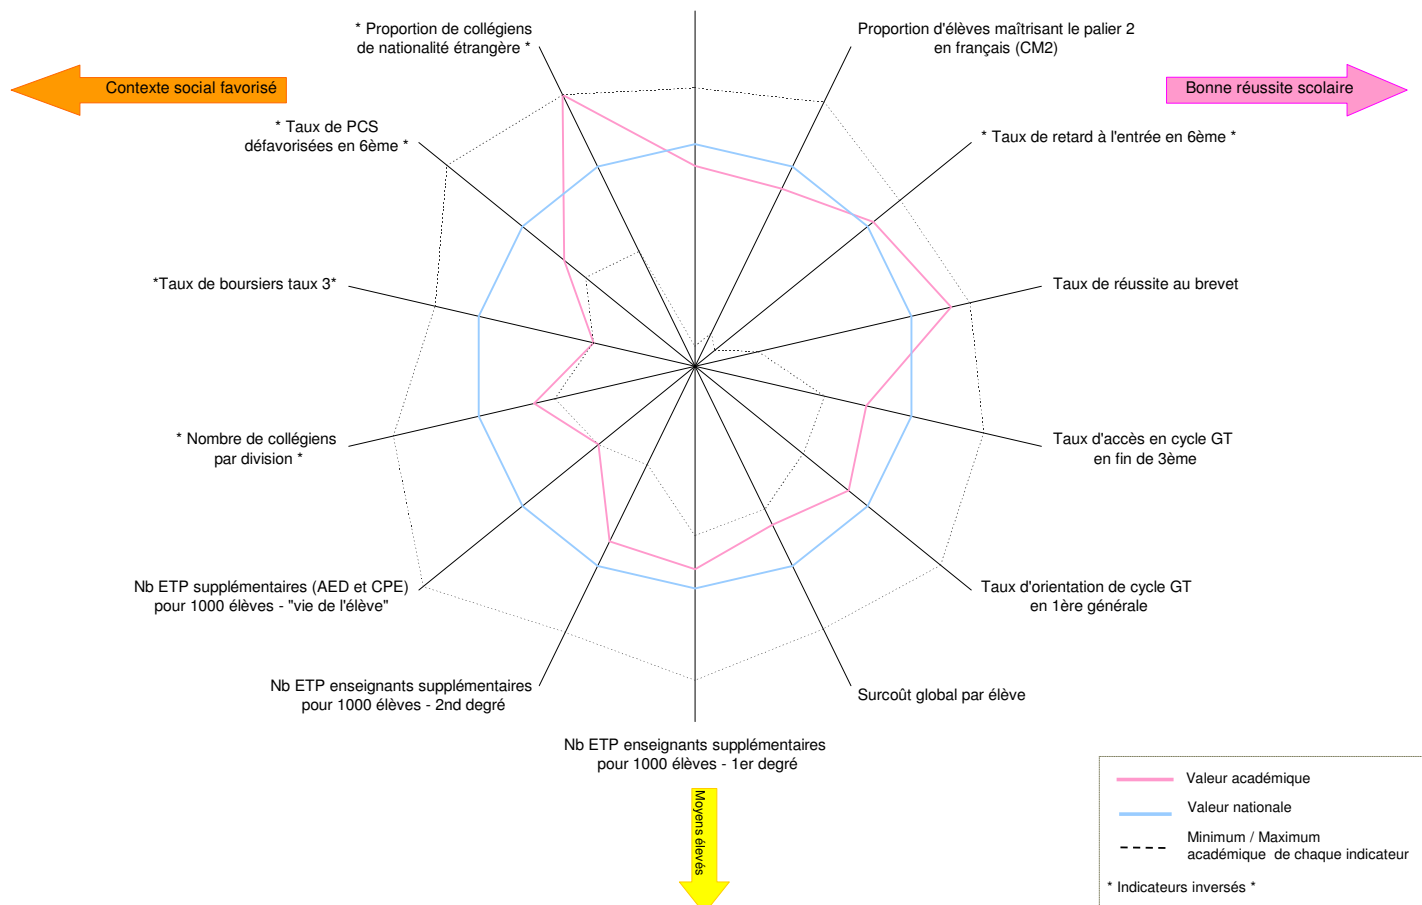 * Proportion de collégiens
de nationalité étrangère *
Proportion d'élèves maîtrisant le palier 2
en français (CM2)
Contexte social favorisé
Bonne réussite scolaire
* Taux de PCS
défavorisées en 6ème *
* Taux de retard à l'entrée en 6ème *
*Taux de boursiers taux 3*
Taux de réussite au brevet
* Nombre de collégiens
par division *
Taux d'accès en cycle GT
en fin de 3ème
Nb ETP supplémentaires (AED et CPE)
pour 1000 élèves - "vie de l'élève"
Taux d'orientation de cycle GT
en 1ère générale
Nb ETP enseignants supplémentaires
pour 1000 élèves - 2nd degré
Surcoût global par élève
Nb ETP enseignants supplémentaires
pour 1000 élèves - 1er degré
Moyens élevés
Valeur académique
Valeur nationale
Minimum / Maximum
académique de chaque indicateur
* Indicateurs inversés *